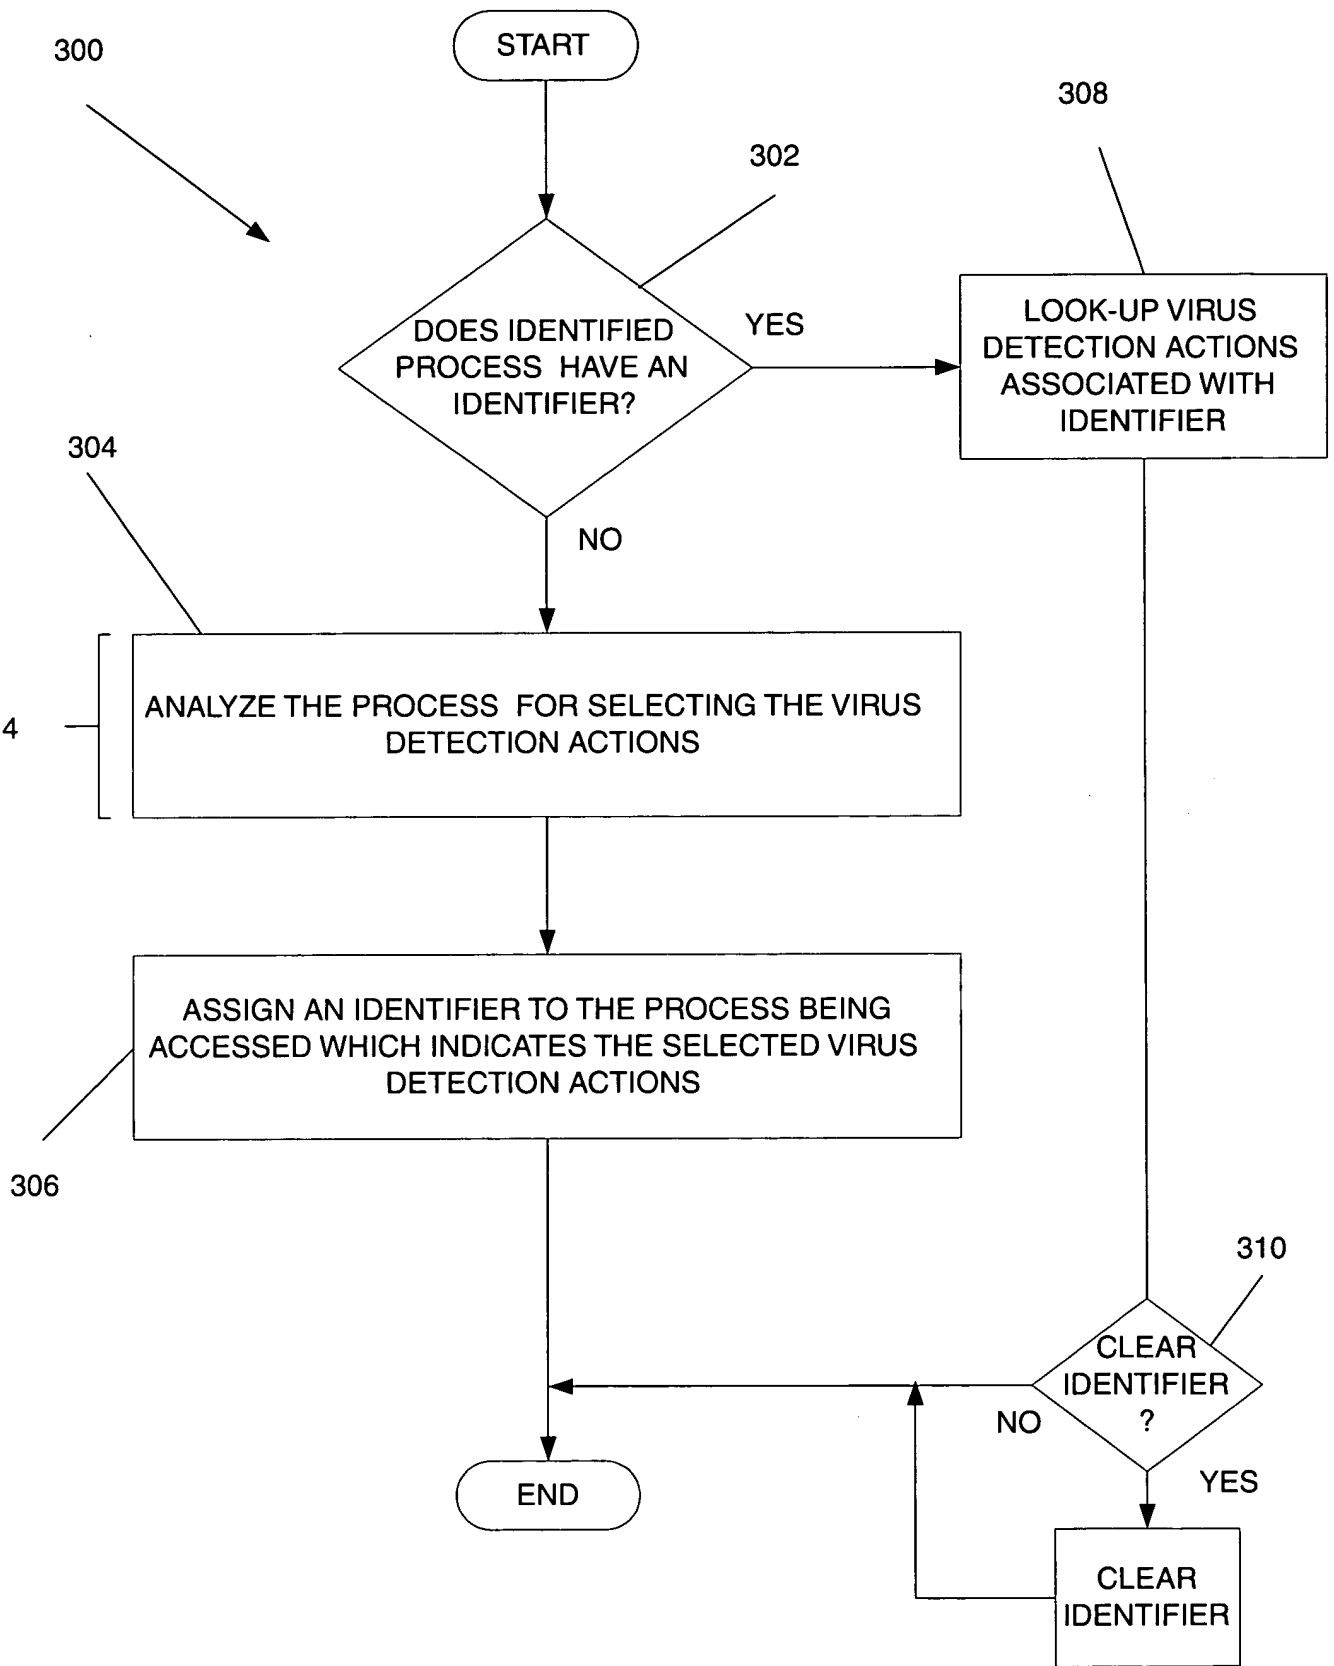 START
300
308
302
DOES IDENTIFIED
PROCESS HAVE AN
IDENTIFIER?
YES
LOOK-UP VIRUS
DETECTION ACTIONS
ASSOCIATED WITH
IDENTIFIER
304
NO
4
ANALYZE THE PROCESS FOR SELECTING THE VIRUS
DETECTION ACTIONS
ASSIGN AN IDENTIFIER TO THE PROCESS BEING
ACCESSED WHICH INDICATES THE SELECTED VIRUS
DETECTION ACTIONS
306
310
CLEAR
IDENTIFIER
?
NO
YES
END
CLEAR
IDENTIFIER